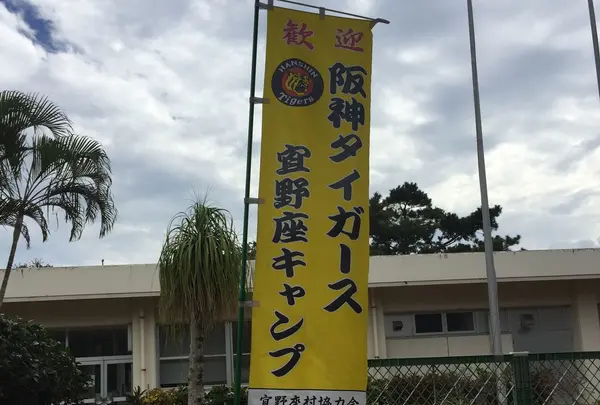 歓迎
HANSHIN
Tigers
阪神タイガース
宜野座キャンプ
宜野座村協力会